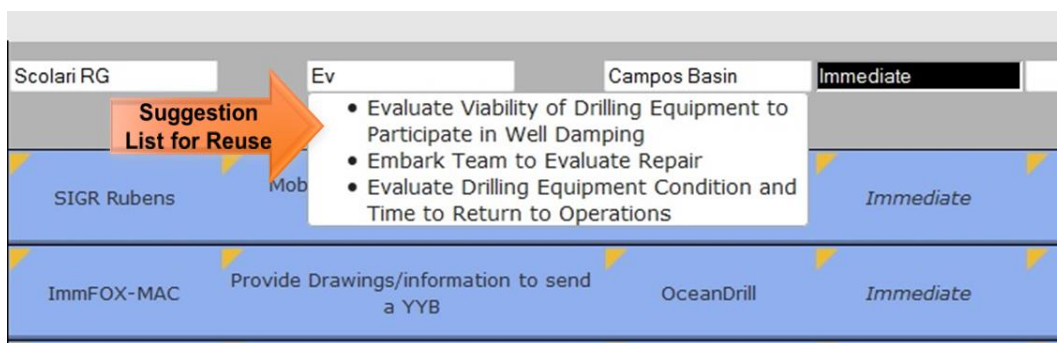 Scolari RG
Ev
Campos Basin
Immediate
Suggestion
List for Reuse
• Evaluate Viability of Drilling Equipment to
Participate in Well Damping
• Embark Team to Evaluate Repair
• Evaluate Drilling Equipment Condition and
Time to Return to Operations
SIGR Rubens
Mob
Immediate
ImmFOX-MAC
Provide Drawings/information to send
a YYB
OceanDrill
Immediate